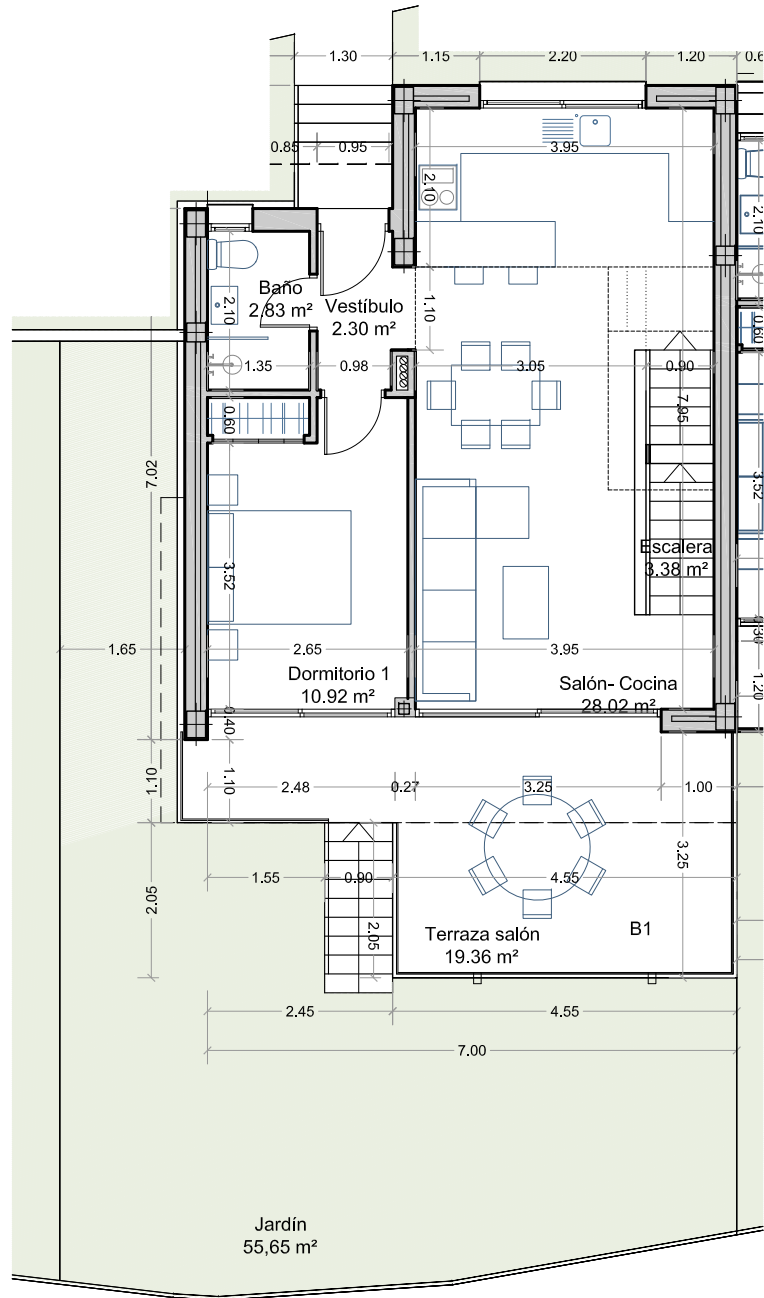 1.30
1.15
2.20
1.20
0.85
0.95
3.95
2.10
2.10
Baño
2.83 m²
Vestíbulo
2.30 m²
2.10
1.10
0.60
1.35
0.98
3.05
0.90
0.60
7.95
7.02
3.52
3.52
Escalera
3.38 m²
1.65
2.65
3.95
0.30
Dormitorio 1
10.92 m²
Salón- Cocina
28.02 m²
1.20
0.40
1.10
1.10
2.48
0.27
3.25
1.00
3.25
1.55
0.90
4.55
2.05
2.05
Terraza salón
19.36 m²
B1
2.45
4.55
7.00
Jardín
55,65 m²